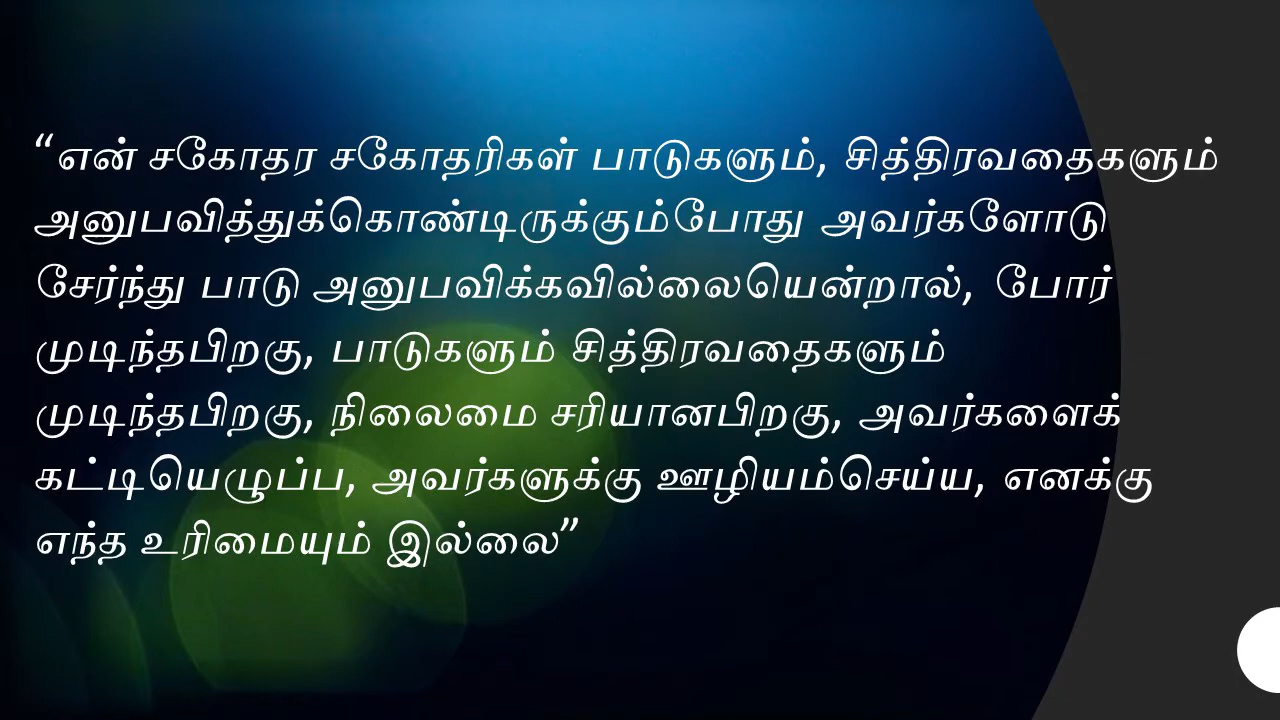 “என் சகோதர சகோதரிகள் பாடுகளும், சித்திரவதைகளும்
அனுபவித்துக்கொண்டிருக்கும்போது அவர்களோடு
சேர்ந்து பாடு அனுபவிக்கவில்லையென்றால், போர்
முடிந்தபிறகு, பாடுகளும் சித்திரவதைகளும்
முடிந்தபிறகு, நிலைமை சரியானபிறகு, அவர்களைக்
கட்டியெழுப்ப, அவர்களுக்கு ஊழியம்செய்ய, எனக்கு
எந்த உரிமையும் இல்லை”